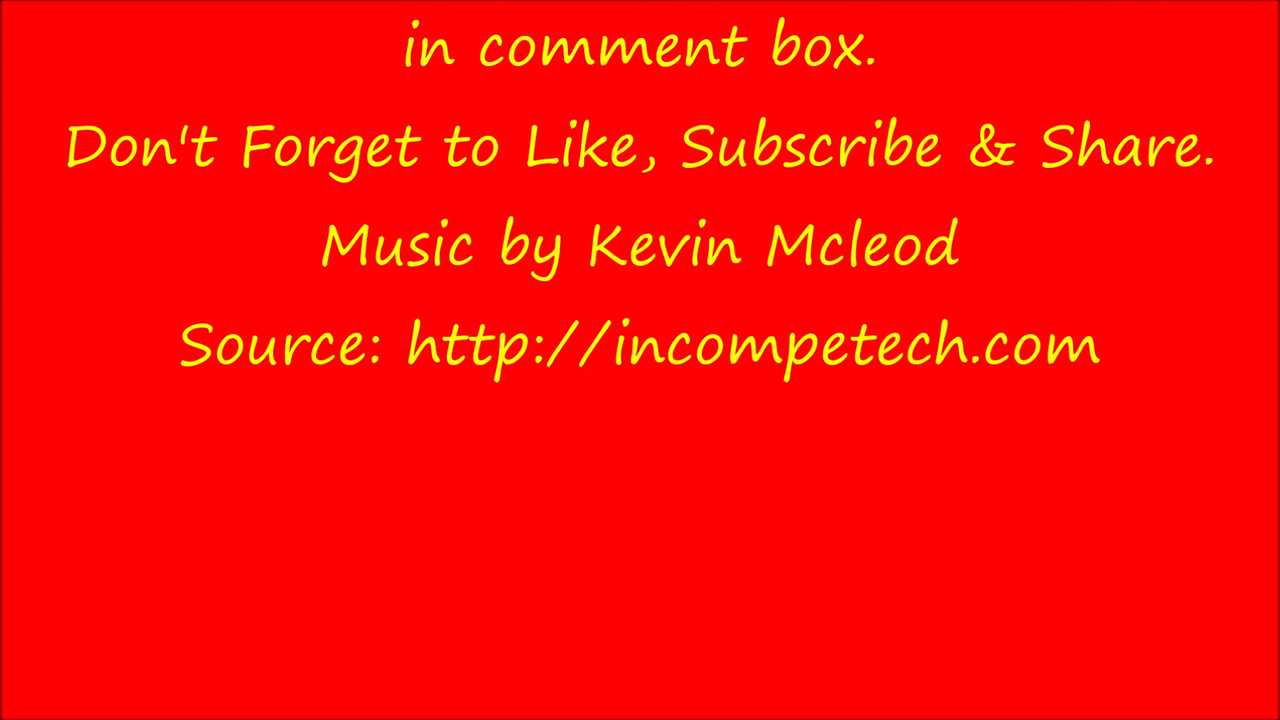 in comment box.
Don't Forget to Like, Subscribe & Share.
Music by Kevin Mcleod
Source: http://incompetech.com